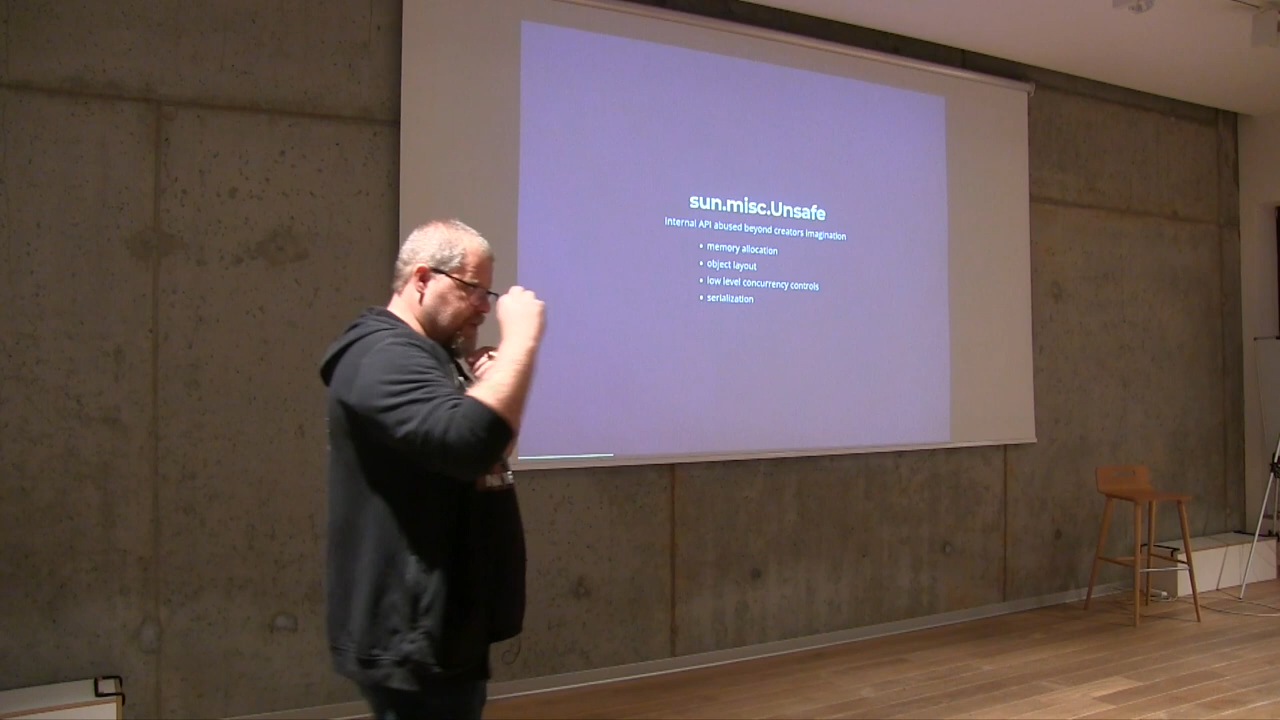 sun.misc.Unsafe
Internal API abused beyond creators imagination
• memory allocation
• object layout
• low level concurrency controls
• serialization